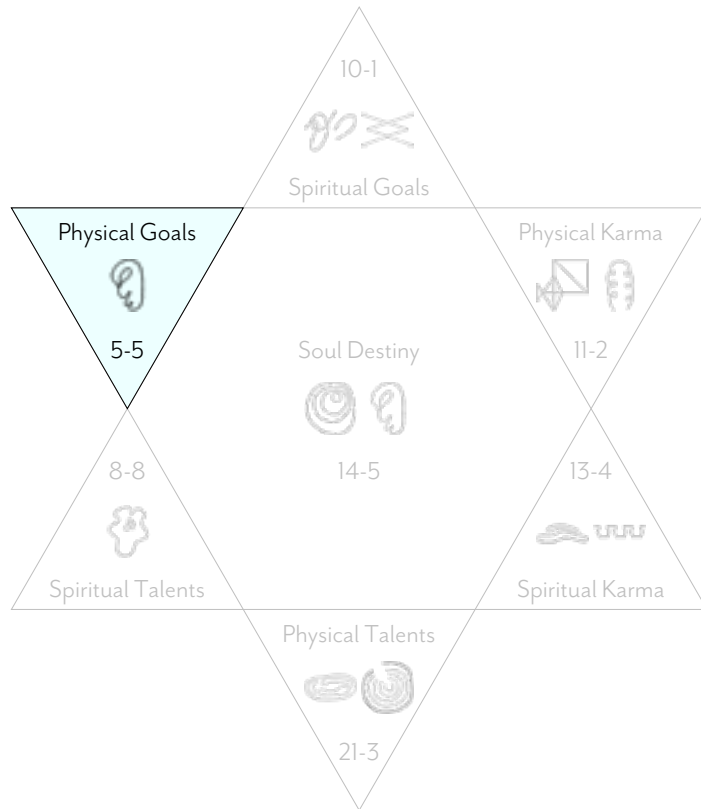 10-1
Spiritual Goals
Physical Goals
5-5
Physical Karma
11-2
Soul Destiny
14-5
8-8
Spiritual Talents
13-4
Spiritual Karma
Physical Talents
21-3